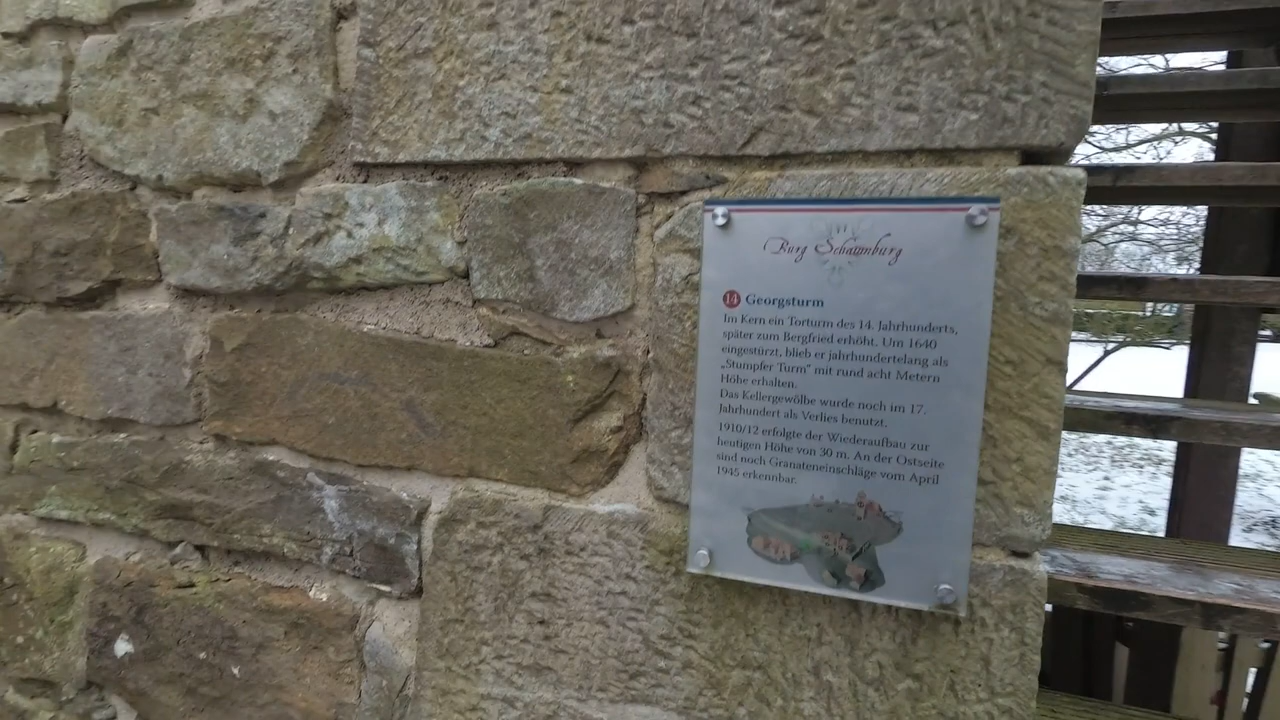 Burg Schaumburg
14 Georgsturm
Im Kern ein Torturm des 14. Jahrhunderts,
später zum Bergfried erhöht. Um 1640
eingestürzt, blieb er jahrhundertelang als
„Stumpfer Turm" mit rund acht Metern
Höhe erhalten.
Das Kellergewölbe wurde noch im 17.
Jahrhundert als Verlies benutzt.
1910/12 erfolgte der Wiederaufbau zur
heutigen Höhe von 30 m. An der Ostseite
sind noch Granateneinschläge vom April
1945 erkennbar.